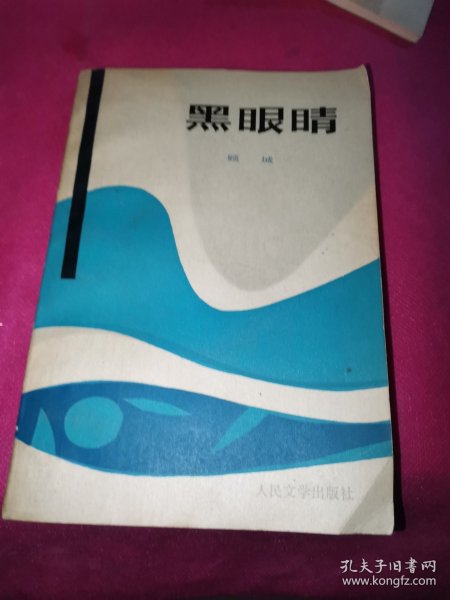 黑眼睛
顾 城
人民文学出版社
孔夫子旧书网
www.kongfz.com